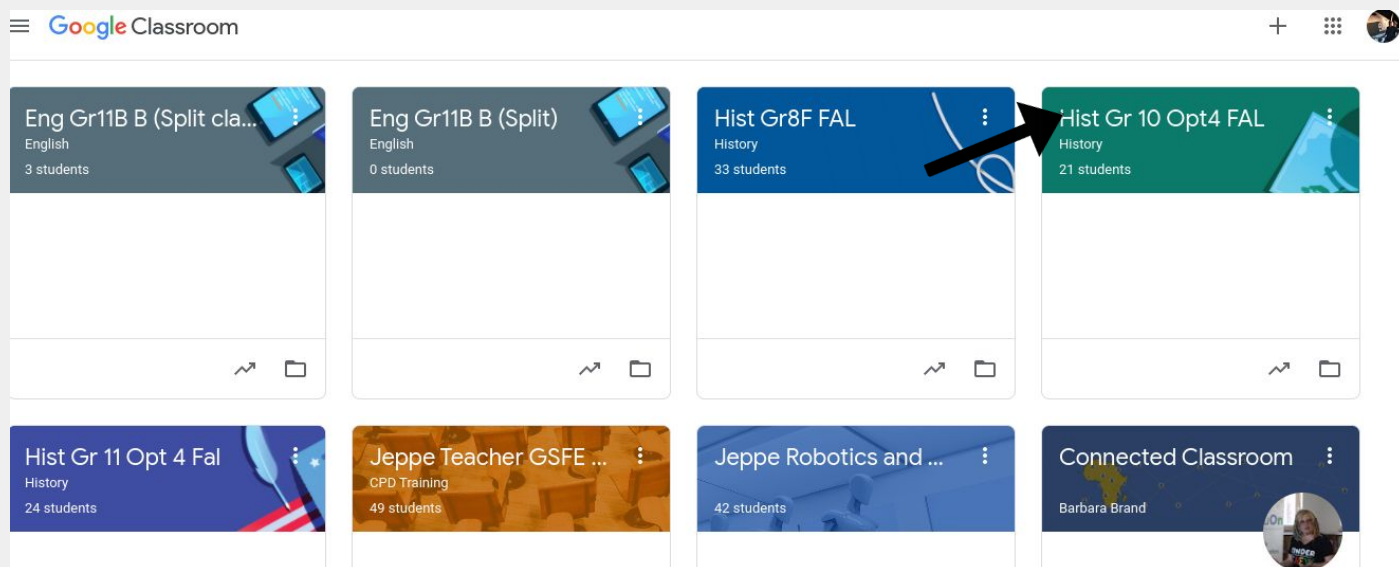 Google Classroom
Eng Gr11B B (Split cla...
English
3 students
Eng Gr11B B (Split)
English
0 students
Hist Gr8F FAL
History
33 students
Hist Gr 10 Opt4 FAL
History
21 students
Hist Gr 11 Opt 4 Fal
History
24 students
Jeppe Teacher GSFE ...
CPD Training
49 students
Jeppe Robotics and ...
42 students
Connected Classroom
Barbara Brand